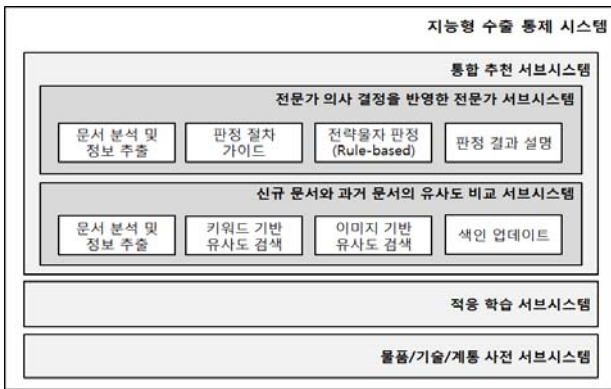 지능형 수출 통제 시스템
통합 추천 서브시스템
전문가 의사 결정을 반영한 전문가 서브시스템
문서 분석 및
정보 추출
판정 절차
가이드
전략물자 판정
(Rule-based)
판정 결과 설명
신규 문서와 과거 문서의 유사도 비교 서브시스템
문서 분석 및
정보 추출
키워드 기반
유사도 검색
이미지 기반
유사도 검색
색인 업데이트
적응 학습 서브시스템
물품/기술/계통 사전 서브시스템